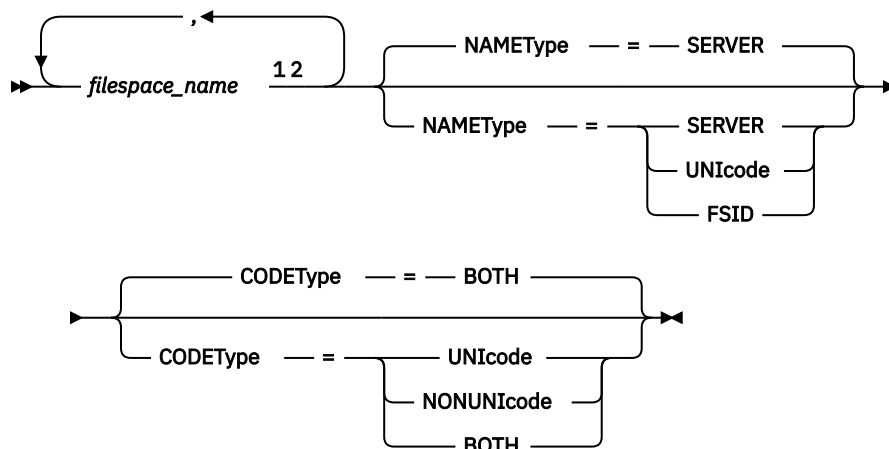 ,
filespace_name 1 2
NAMEType = SERVER
NAMEType = SERVER
UNIcode
FSID
CODEType = BOTH
CODEType = UNIcode
NONUNIcode
BOTH